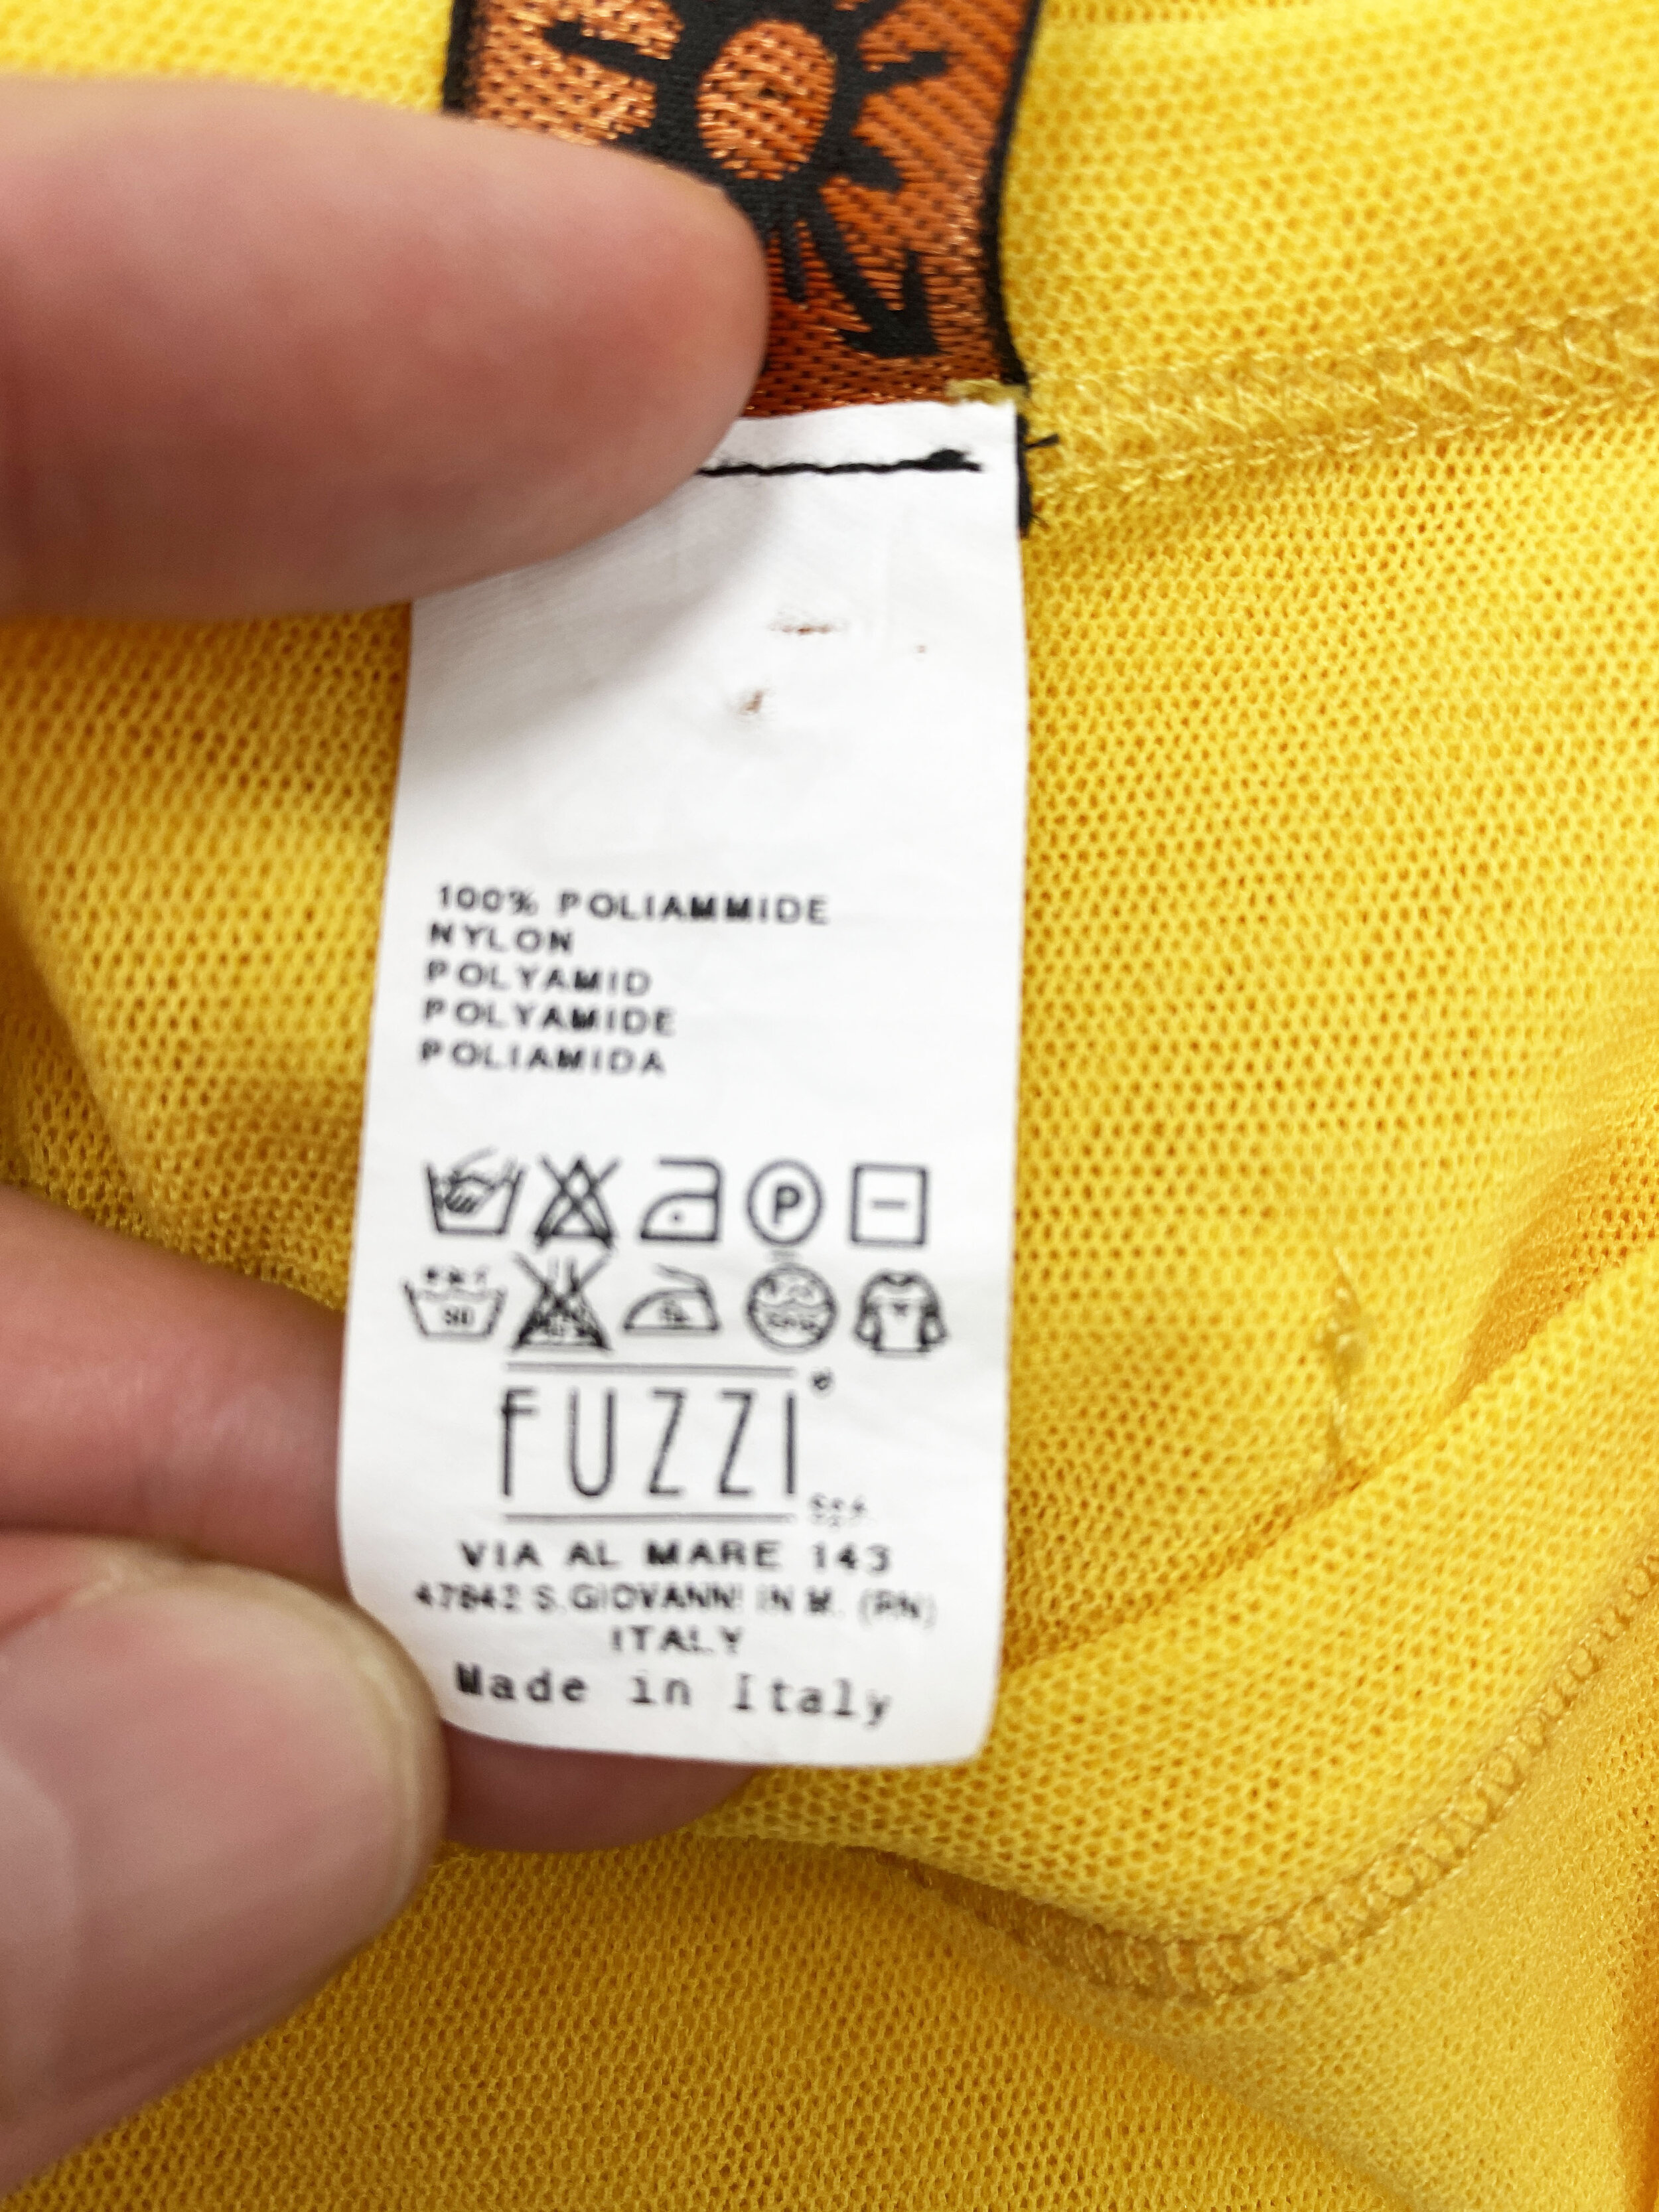 100% POLIAMMIDE
NYLON
POLYAMID
POLYAMIDE
POLIAMIDA
P
30
FUZZI
VIA AL MARE 143
47842 S.GIOVANNI IN M. (RN)
ITALY
Made in Italy